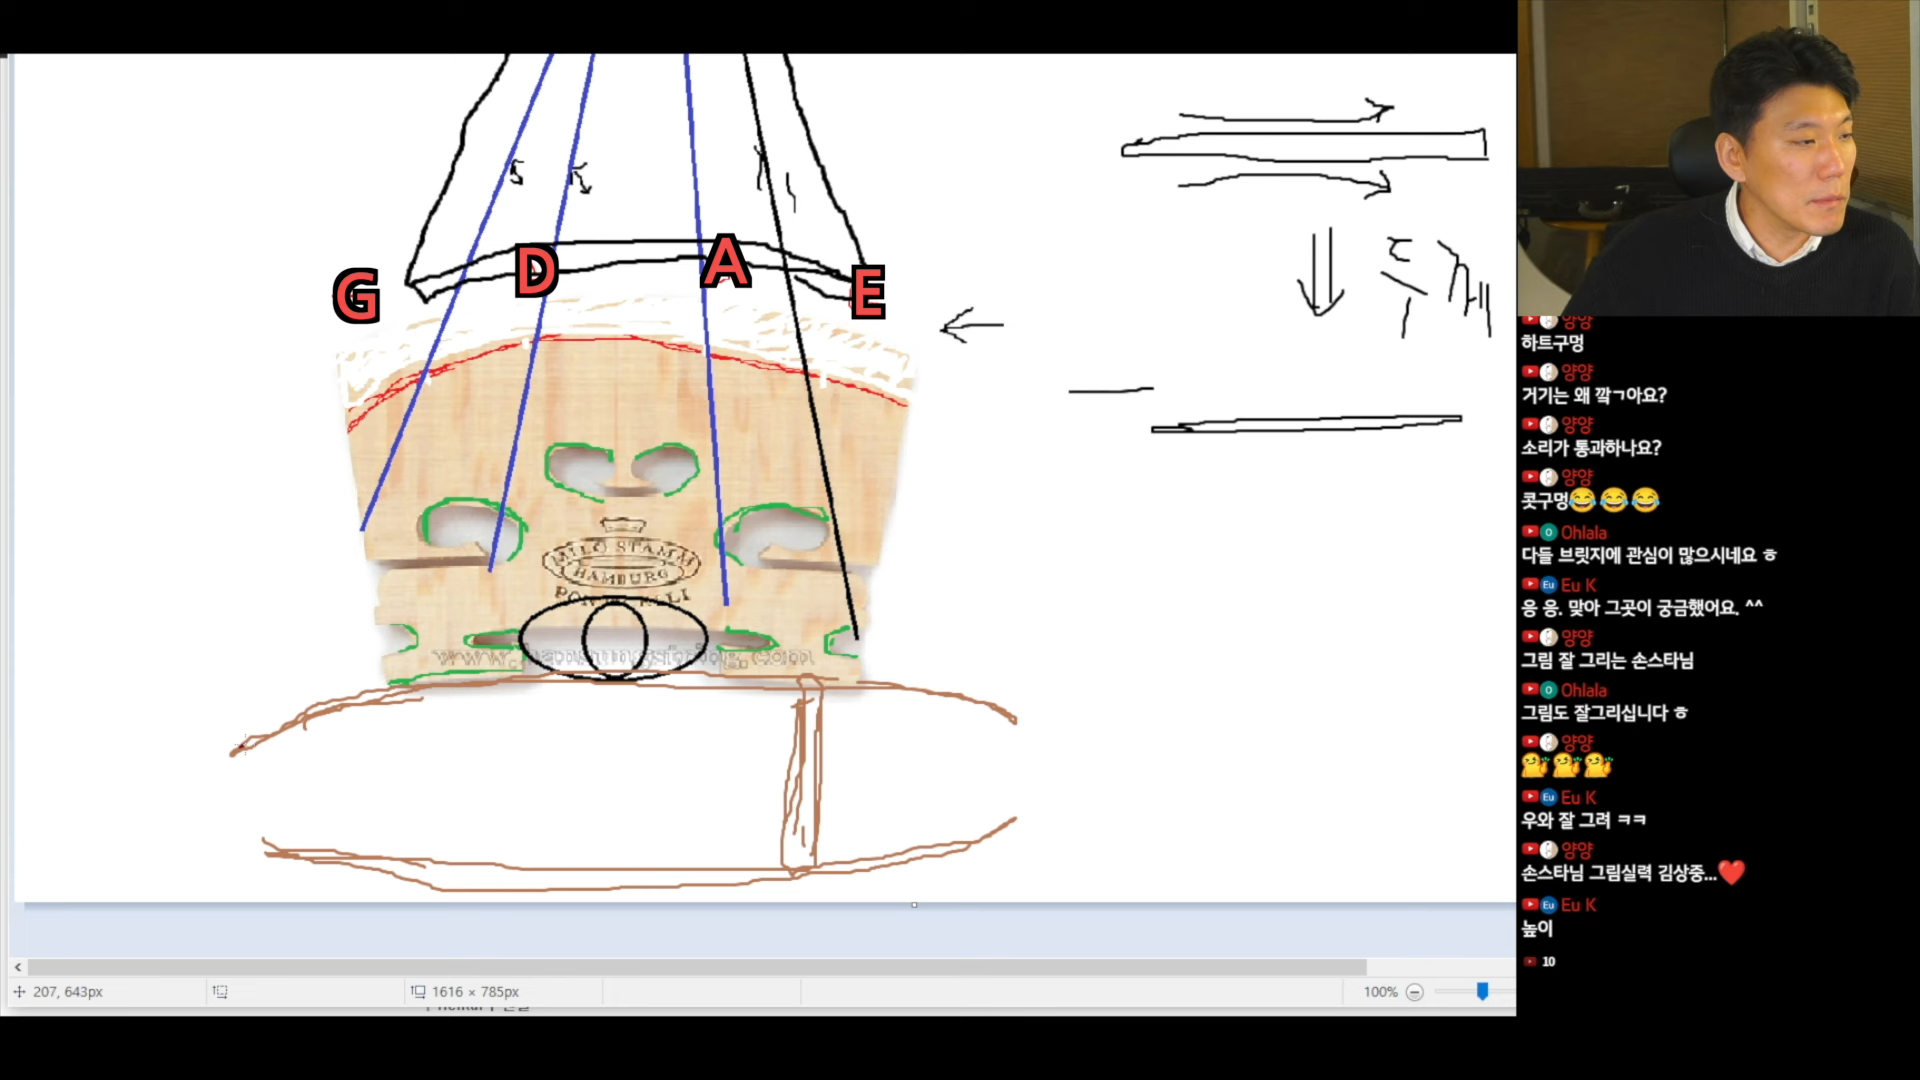 G
D
A
E
두께
MILO STAMM
HAMBURG
양양
하트구멍
양양
거기는 왜 깎ㄱ아요?
양양
소리가 통과하나요?
양양
콧구멍😂😂😂
Ohlala
다들 브릿지에 관심이 많으시네요 ㅎ
Eu K
응 응. 맞아 그곳이 궁금했어요. ^^
양양
그림 잘 그리는 손스타님
Ohlala
그림도 잘그리십니다 ㅎ
양양
Eu K
우와 잘 그려 ㅋㅋ
양양
손스타님 그림실력 김상중...❤️
Eu K
높이
10
207, 643px
1616 × 785px
100%